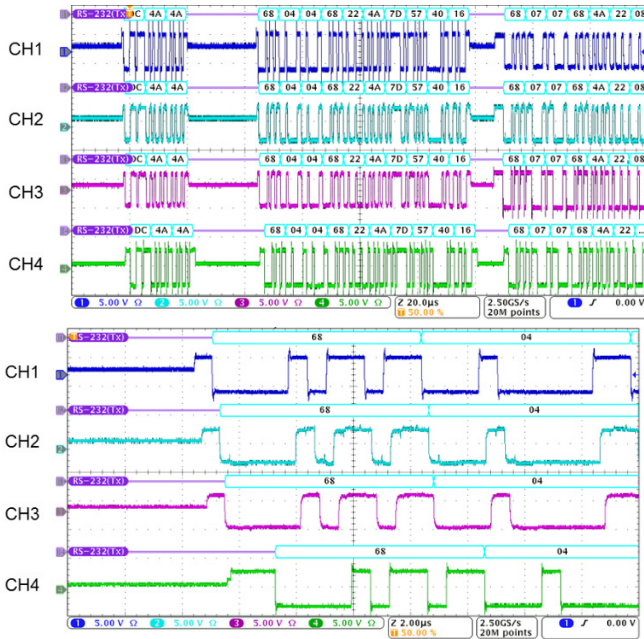 RS-232(Tx) DC 4A 4A 68 04 04 68 22 4A 7D 57 40 16 68 07 07 68 4A 22 08
CH1
RS-232(Tx) DC 4A 4A 68 04 04 68 22 4A 7D 57 40 16 68 07 07 68 4A 22 08
CH2
RS-232(Tx) DC 4A 4A 68 04 04 68 22 4A 7D 57 40 16 68 07 07 68 4A 22 08
CH3
RS-232(Tx) DC 4A 4A 68 04 04 68 22 4A 7D 57 40 16 68 07 07 68 4A 22 ...
CH4
1 5.00 V Ω 2 5.00 V Ω 3 5.00 V Ω 4 5.00 V Ω Z 20.0µs 2.50GS/s 1 0.00 V
T 50.00 % 20M points
RS-232(Tx) 68 04
CH1
RS-232(Tx) 68 04
CH2
RS-232(Tx) 68 04
CH3
RS-232(Tx) 68 04
CH4
1 5.00 V Ω 2 5.00 V Ω 3 5.00 V Ω 4 5.00 V Ω Z 2.00µs 2.50GS/s 1 0.00 V
T 50.00 % 20M points